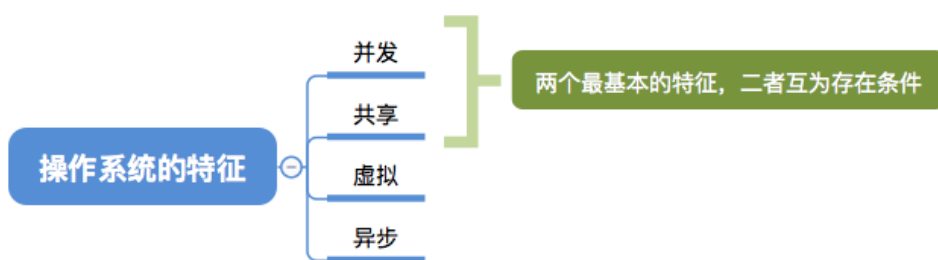 操作系统的特征
并发
共享
虚拟
异步
两个最基本的特征，二者互为存在条件